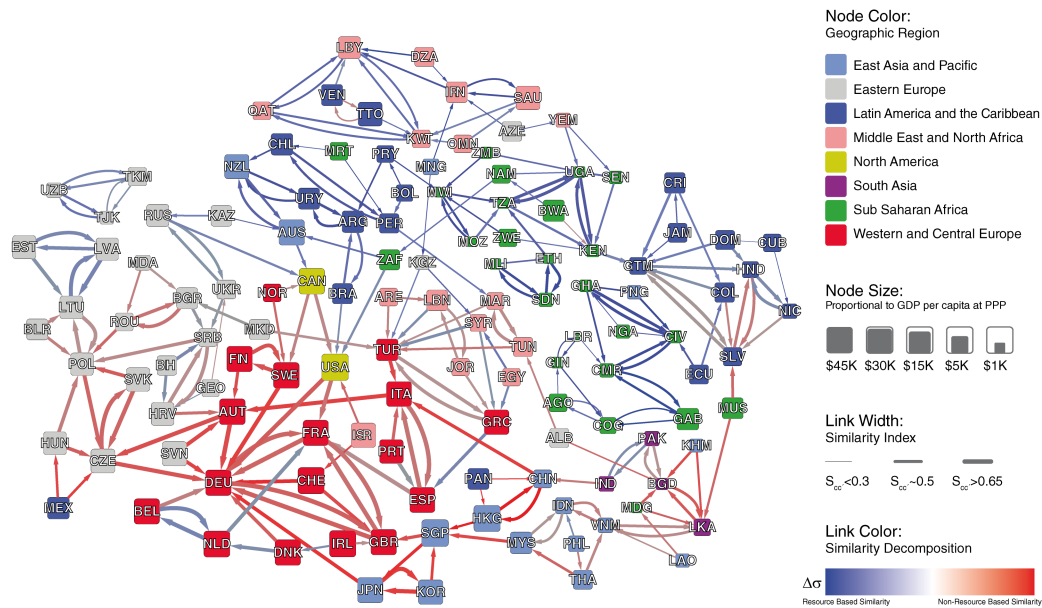 LBY
DZA
VEN
IRN
SAU
QAT
TTO
YEM
KWT
AZE
OMN
CHL
MRT
PRY
ZMB
NZL
MNG
NAM
UGA
SEN
TKM
UZB
BOL
MWI
CRI
URY
TZA
BWA
TJK
RUS
KAZ
ARG
PER
AUS
JAM
EST
LVA
MOZ
ZWE
DOM
CUB
KEN
MDA
ZAF
KGZ
MLI
ETH
GTM
HND
CAN
UKR
NOR
BRA
ARE
LBN
MAR
SDN
GHA
PNG
COL
BGR
LTU
NIC
ROU
SYR
BLR
MKD
NGA
SRB
LBR
CIV
TUR
TUN
SLV
POL
BH
FIN
USA
JOR
GIN
CMR
ECU
SVK
SWE
EGY
GEO
ITA
AGO
MUS
HRV
AUT
GRC
COG
GAB
FRA
ISR
ALB
PAK
KHM
HUN
SVN
PRT
CZE
DEU
CHE
PAN
CHN
IND
BGD
ESP
MEX
BEL
IDN
MDG
HKG
VNM
LKA
NLD
DNK
IRL
GBR
SGP
MYS
PHL
LAO
THA
JPN
KOR
Node Color:
Geographic Region
East Asia and Pacific
Eastern Europe
Latin America and the Caribbean
Middle East and North Africa
North America
South Asia
Sub Saharan Africa
Western and Central Europe
Node Size:
Proportional to GDP per capita at PPP
$45K $30K $15K $5K $1K
Link Width:
Similarity Index
Scc<0.3 Scc~0.5 Scc>0.65
Link Color:
Similarity Decomposition
Δσ
Resource Based Similarity Non-Resource Based Similarity